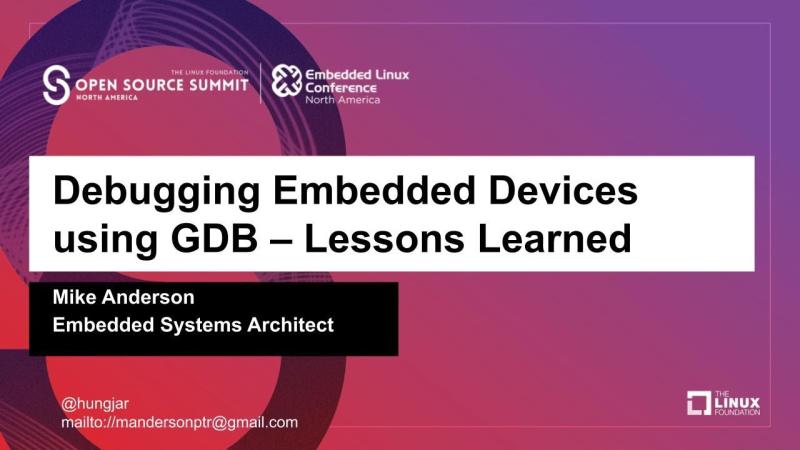 THE LINUX FOUNDATION
OPEN SOURCE SUMMIT
NORTH AMERICA
Embedded Linux
Conference
North America
Debugging Embedded Devices
using GDB – Lessons Learned
Mike Anderson
Embedded Systems Architect
@hungjar
mailto://mandersonptr@gmail.com
THE
LINUX
FOUNDATION